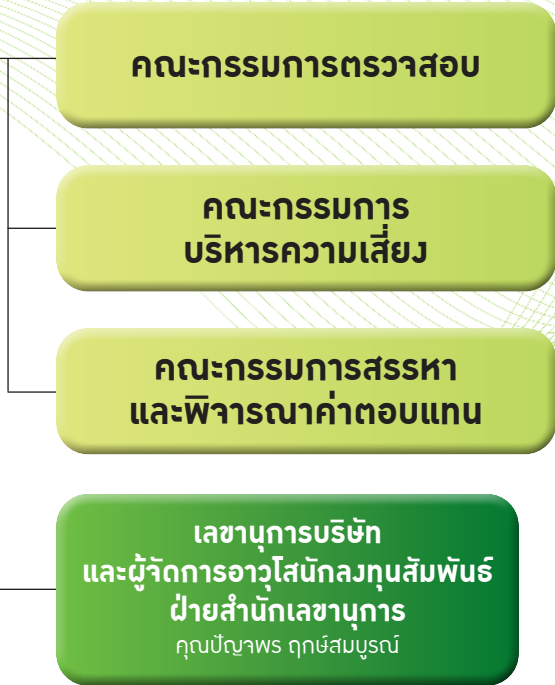 คณะกรรมการตรวจสอบ
คณะกรรมการ
บริหารความเสี่ยง
คณะกรรมการสรรหา
และพิจารณาค่าตอบแทน
เลขานุการบริษัท
และผู้จัดการอาวุโสนักลงทุนสัมพันธ์
ฝ่ายสำนักเลขานุการ
คุณปัญจพร ฤกษ์สมบูรณ์